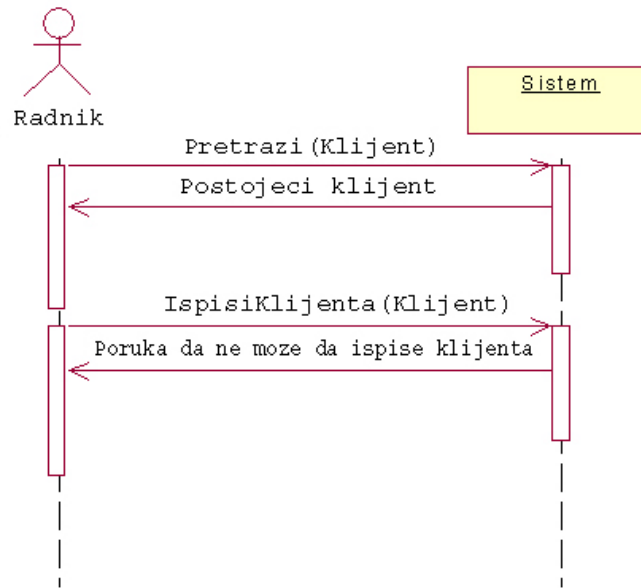 Sistem
Radnik
Pretrazi(Klijent)
Postojeci klijent
IspisiKlijenta(Klijent)
Poruka da ne moze da ispise klijenta